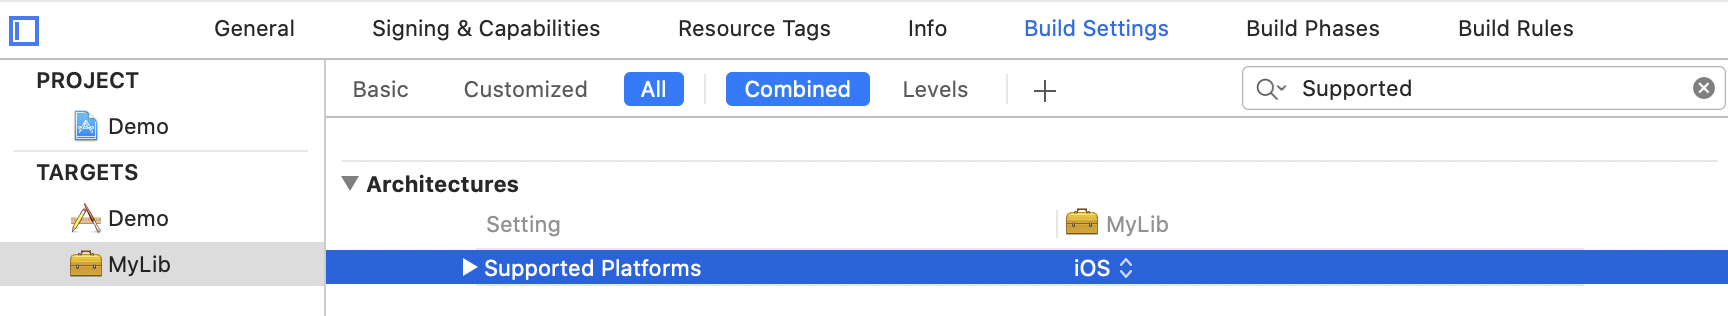 General Signing & Capabilities Resource Tags Info Build Settings Build Phases Build Rules
PROJECT
Demo
TARGETS
Demo
MyLib
Basic Customized All Combined Levels + Supported
Architectures
Setting MyLib
Supported Platforms iOS